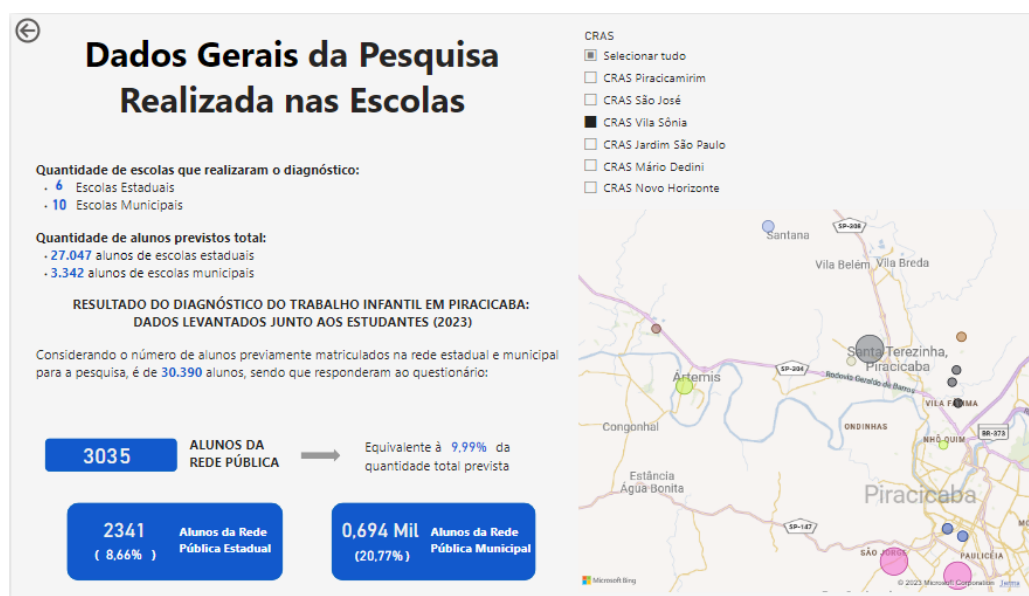 Dados Gerais da Pesquisa
Realizada nas Escolas
Quantidade de escolas que realizaram o diagnóstico:
· 6 Escolas Estaduais
· 10 Escolas Municipais
Quantidade de alunos previstos total:
· 27.047 alunos de escolas estaduais
· 3.342 alunos de escolas municipais
RESULTADO DO DIAGNÓSTICO DO TRABALHO INFANTIL EM PIRACICABA:
DADOS LEVANTADOS JUNTO AOS ESTUDANTES (2023)
Considerando o número de alunos previamente matriculados na rede estadual e municipal
para a pesquisa, é de 30.390 alunos, sendo que responderam ao questionário:
3035
ALUNOS DA
REDE PÚBLICA
Equivalente à 9,99% da
quantidade total prevista
2341
( 8,66% )
Alunos da Rede
Pública Estadual
0,694 Mil
(20,77%)
Alunos da Rede
Pública Municipal
CRAS
Selecionar tudo
CRAS Piracicamirim
CRAS São José
CRAS Vila Sônia
CRAS Jardim São Paulo
CRAS Mário Dedini
CRAS Novo Horizonte
Santana
SP-308
Vila Belém
Vila Breda
Santa Terezinha,
Piracicaba
Ártemis
SP-304
Rodovia Geraldo de Barros
VILA FÁTIMA
Congonhal
ONDINHAS
NHÔ QUIM
BR-373
Estância
Água Bonita
Piracicaba
SP-147
SÃO JORGE
PAULICÉIA
Microsoft Bing
© 2023 Microsoft Corporation